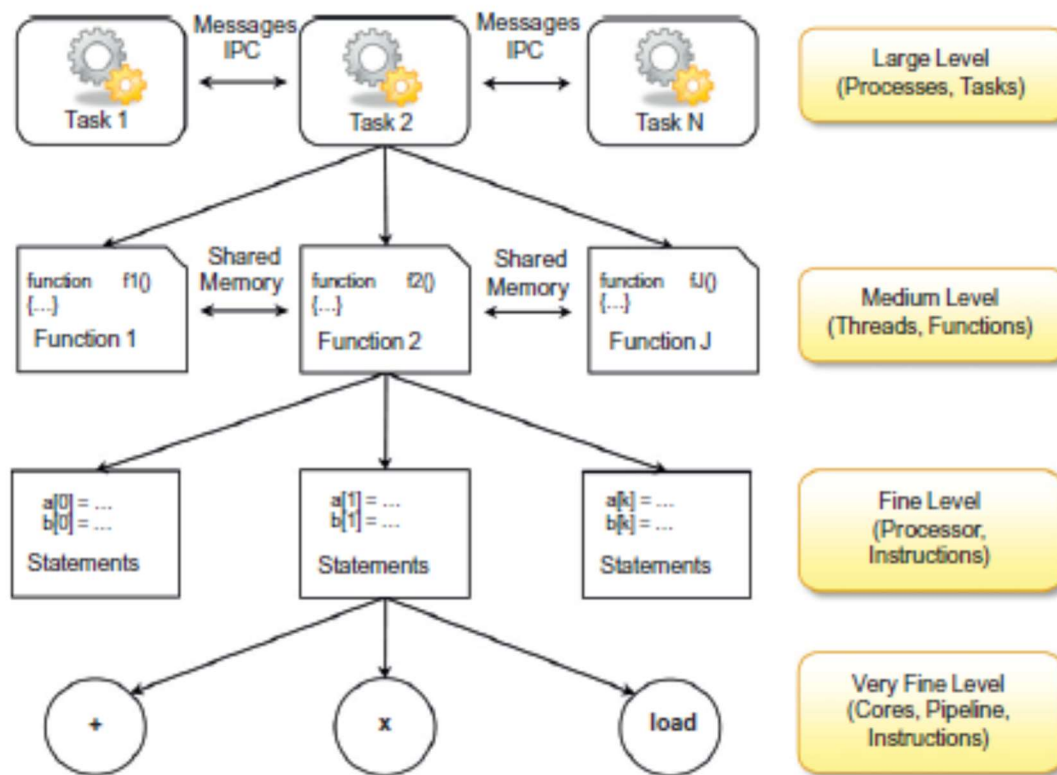 Messages
IPC
Messages
IPC
Task 1
Task 2
Task N
Large Level
(Processes, Tasks)
function f1()
{...}
Function 1
Shared
Memory
function f2()
{...}
Function 2
Shared
Memory
function fJ()
{...}
Function J
Medium Level
(Threads, Functions)
a[0] = ...
b[0] = ...
Statements
a[1] = ...
b[1] = ...
Statements
a[k] = ...
b[k] = ...
Statements
Fine Level
(Processor,
Instructions)
+
x
load
Very Fine Level
(Cores, Pipeline,
Instructions)